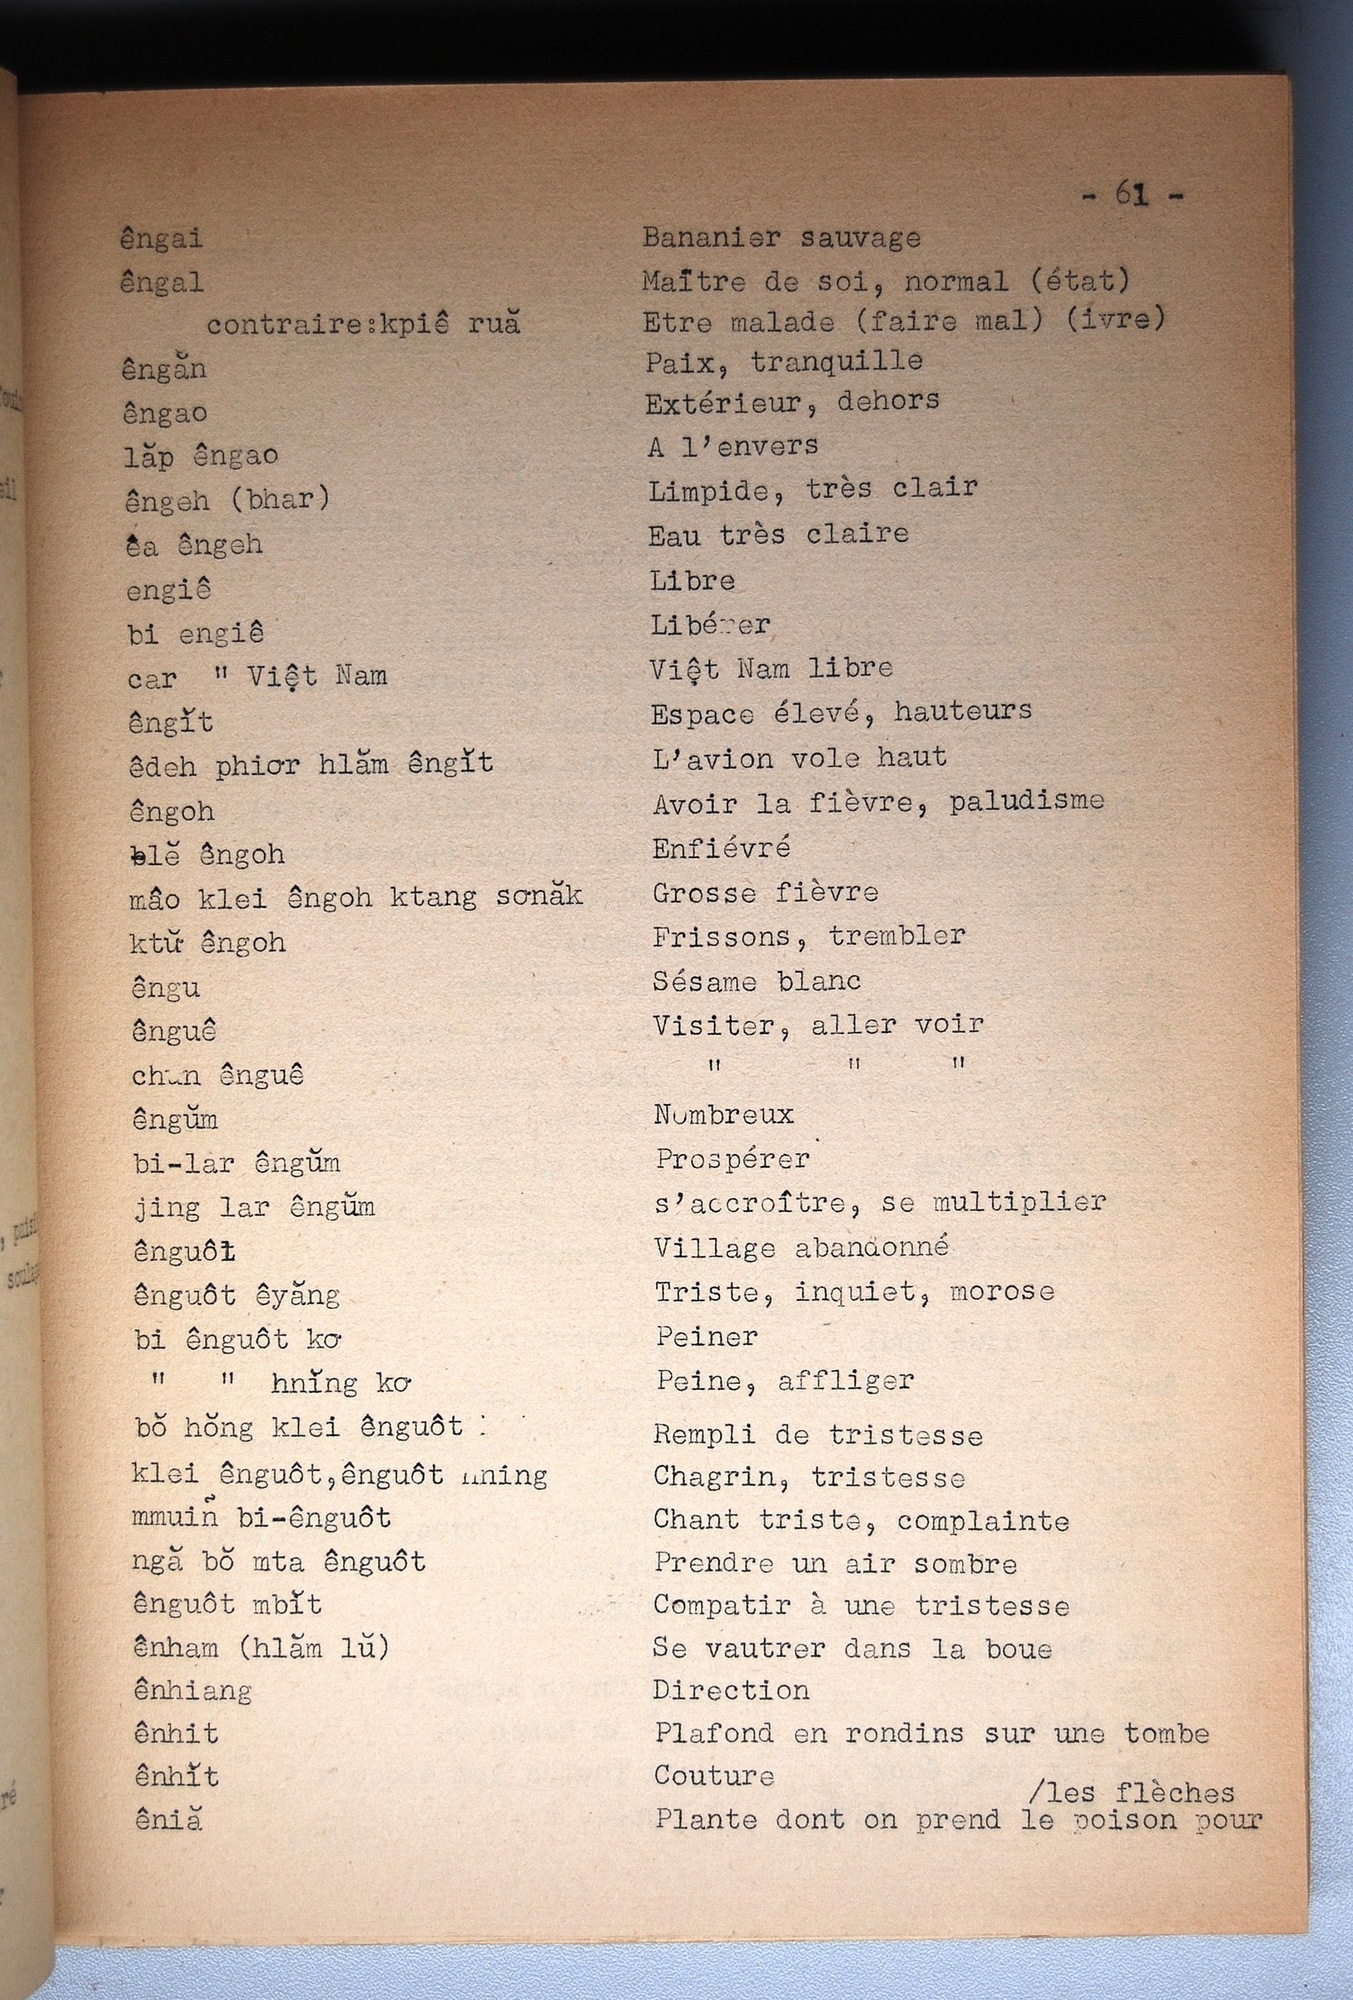 - 61 -
êngai Bananier sauvage
êngal Maître de soi, normal (état)
contraire:kpiê ruă Etre malade (faire mal) (ivre)
êngăn Paix, tranquille
êngao Extérieur, dehors
lăp êngao A l'envers
êngeh (bhar) Limpide, très clair
êa êngeh Eau très claire
engiê Libre
bi engiê Libérer
car " Việt Nam Việt Nam libre
êngĭt Espace élevé, hauteurs
êdeh phiơr hlăm êngĭt L'avion vole haut
êngoh Avoir la fièvre, paludisme
blĕ êngoh Enfiévré
mâo klei êngoh ktang sơnăk Grosse fièvre
ktư̆ êngoh Frissons, trembler
êngu Sésame blanc
ênguê Visiter, aller voir
ênguê " " "
êngŭm Nombreux
bi-lar êngŭm Prospérer
jing lar êngŭm s'accroître, se multiplier
ênguôt Village abandonné
ênguôt êyăng Triste, inquiet, morose
bi ênguôt kơ Peiner
" " hnĭng kơ Peine, affliger
bŏ hŏng klei ênguôt Rempli de tristesse
klei ênguôt,ênguôt Chagrin, tristesse
mmuiñ bi-ênguôt Chant triste, complainte
ngă bŏ mta ênguôt Prendre un air sombre
ênguôt mbĭt Compatir à une tristesse
ênham (hlăm lŭ) Se vautrer dans la boue
ênhiang Direction
ênhit Plafond en rondins sur une tombe
ênhĭt Couture
/les flèches
êniă Plante dont on prend le poison pour